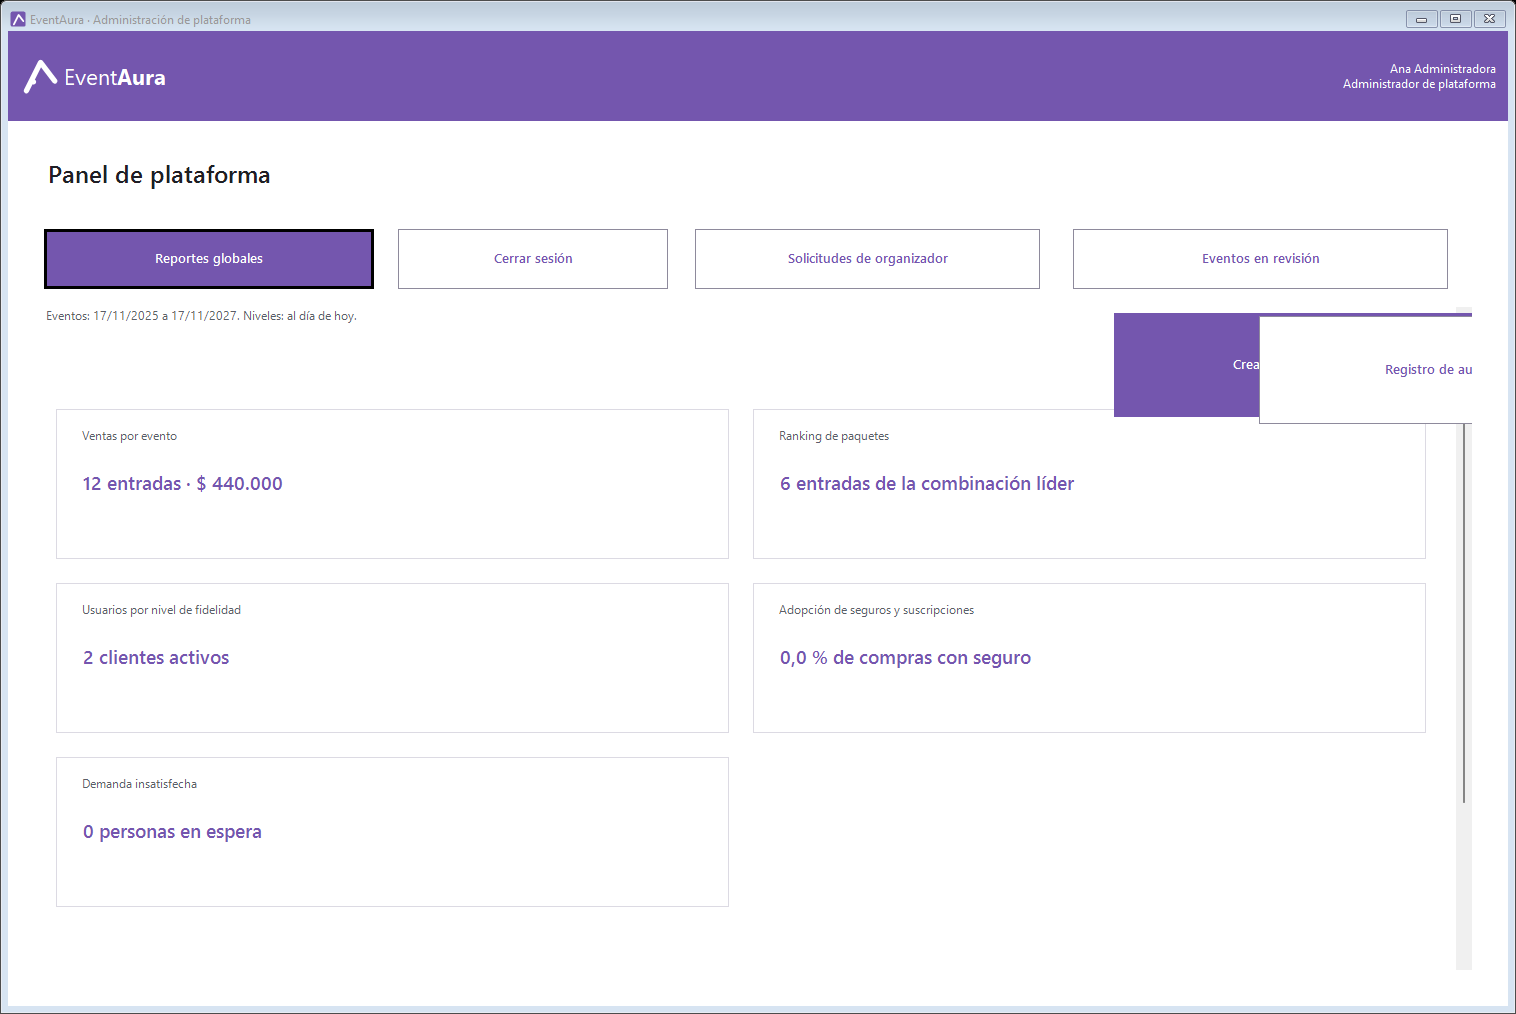 EventAura · Administración de plataforma
EventAura
Ana Administradora
Administrador de plataforma
Panel de plataforma
Reportes globales
Cerrar sesión
Solicitudes de organizador
Eventos en revisión
Eventos: 17/11/2025 a 17/11/2027. Niveles: al día de hoy.
Crea
Registro de au
Ventas por evento
12 entradas · $ 440.000
Ranking de paquetes
6 entradas de la combinación líder
Usuarios por nivel de fidelidad
2 clientes activos
Adopción de seguros y suscripciones
0,0 % de compras con seguro
Demanda insatisfecha
0 personas en espera